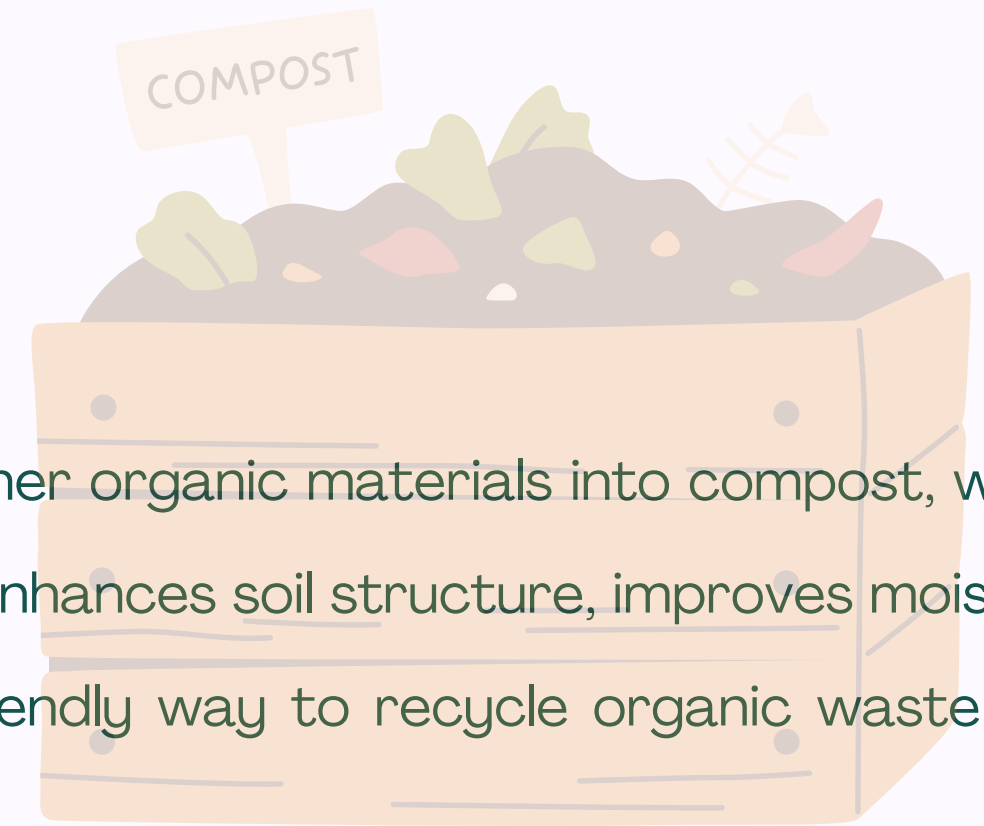 COMPOST
her organic materials into compost, w
nhances soil structure, improves mois
endly way to recycle organic waste